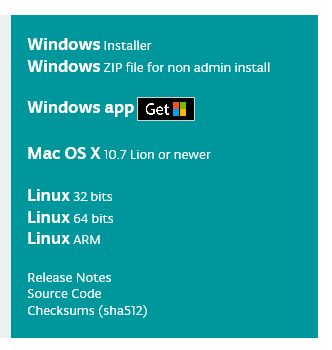 Windows Installer
Windows ZIP file for non admin install
Windows app Get
Mac OS X 10.7 Lion or newer
Linux 32 bits
Linux 64 bits
Linux ARM
Release Notes
Source Code
Checksums (sha512)